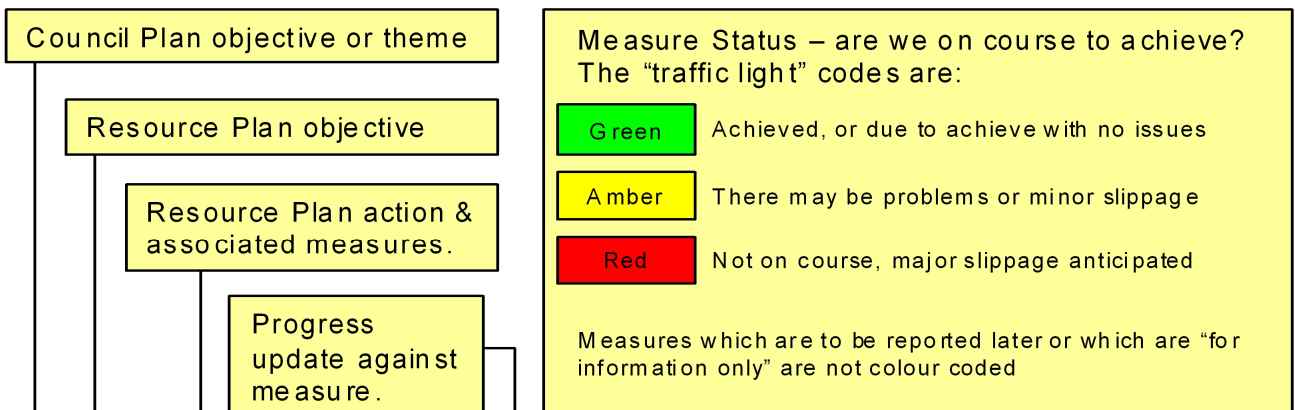 Council Plan objective or theme
Resource Plan objective
Resource Plan action &
associated measures.
Progress
update against
measure.
Measure Status – are we on course to achieve?
The “traffic light” codes are:
Green Achieved, or due to achieve with no issues
Amber There may be problems or minor slippage
Red Not on course, major slippage anticipated
Measures which are to be reported later or which are “for
information only” are not colour coded